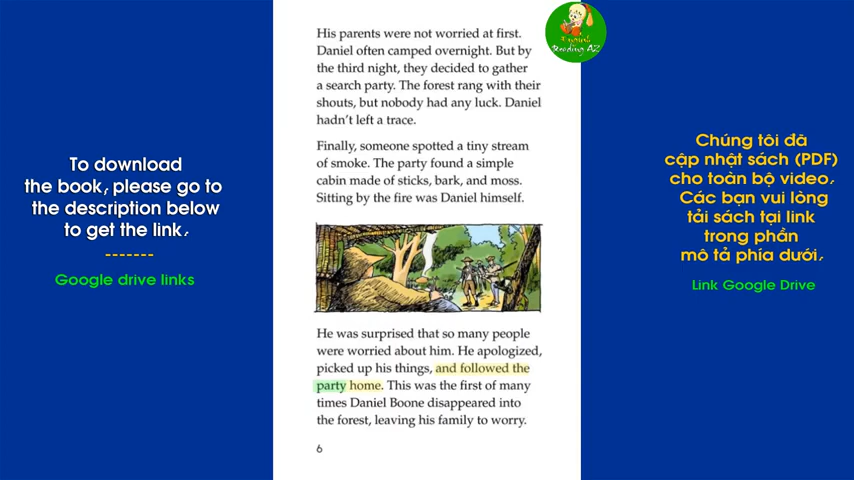 To download
the book, please go to
the description below
to get the link,
-------
Google drive links
His parents were not worried at first.
Daniel often camped overnight. But by
the third night, they decided to gather
a search party. The forest rang with their
shouts, but nobody had any luck. Daniel
hadn't left a trace.
Finally, someone spotted a tiny stream
of smoke. The party found a simple
cabin made of sticks, bark, and moss.
Sitting by the fire was Daniel himself.
He was surprised that so many people
were worried about him. He apologized,
picked up his things, and followed the
party home. This was the first of many
times Daniel Boone disappeared into
the forest, leaving his family to worry.
6
Reading AZ
Chúng tôi đã
cập nhật sách (PDF)
cho toàn bộ video,
Các bạn vui lòng
tải sách tại link
trong phần
mô tả phía dưới,
Link Google Drive